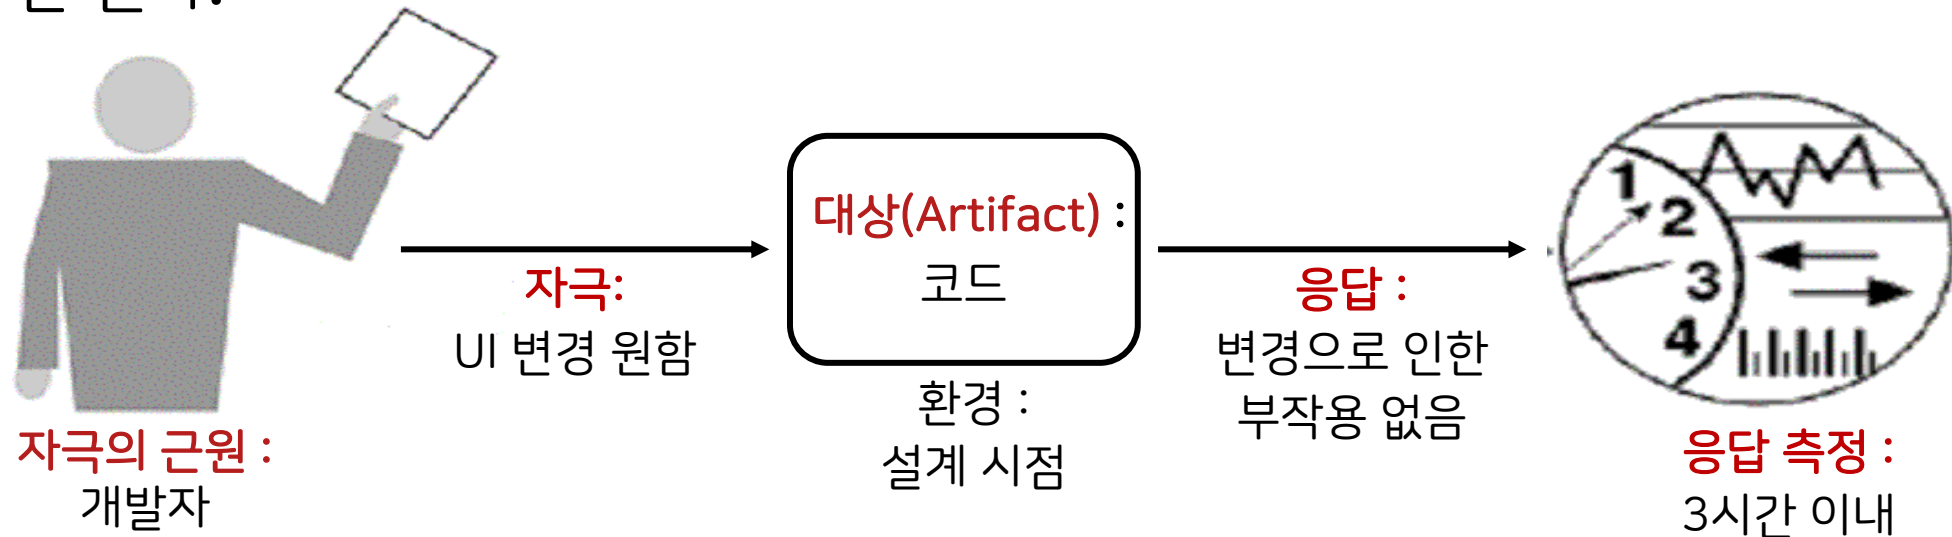 자극의 근원 :
개발자
자극:
UI 변경 원함
대상(Artifact) :
코드
환경 :
설계 시점
응답 :
변경으로 인한
부작용 없음
1
2
3
4
응답 측정 :
3시간 이내